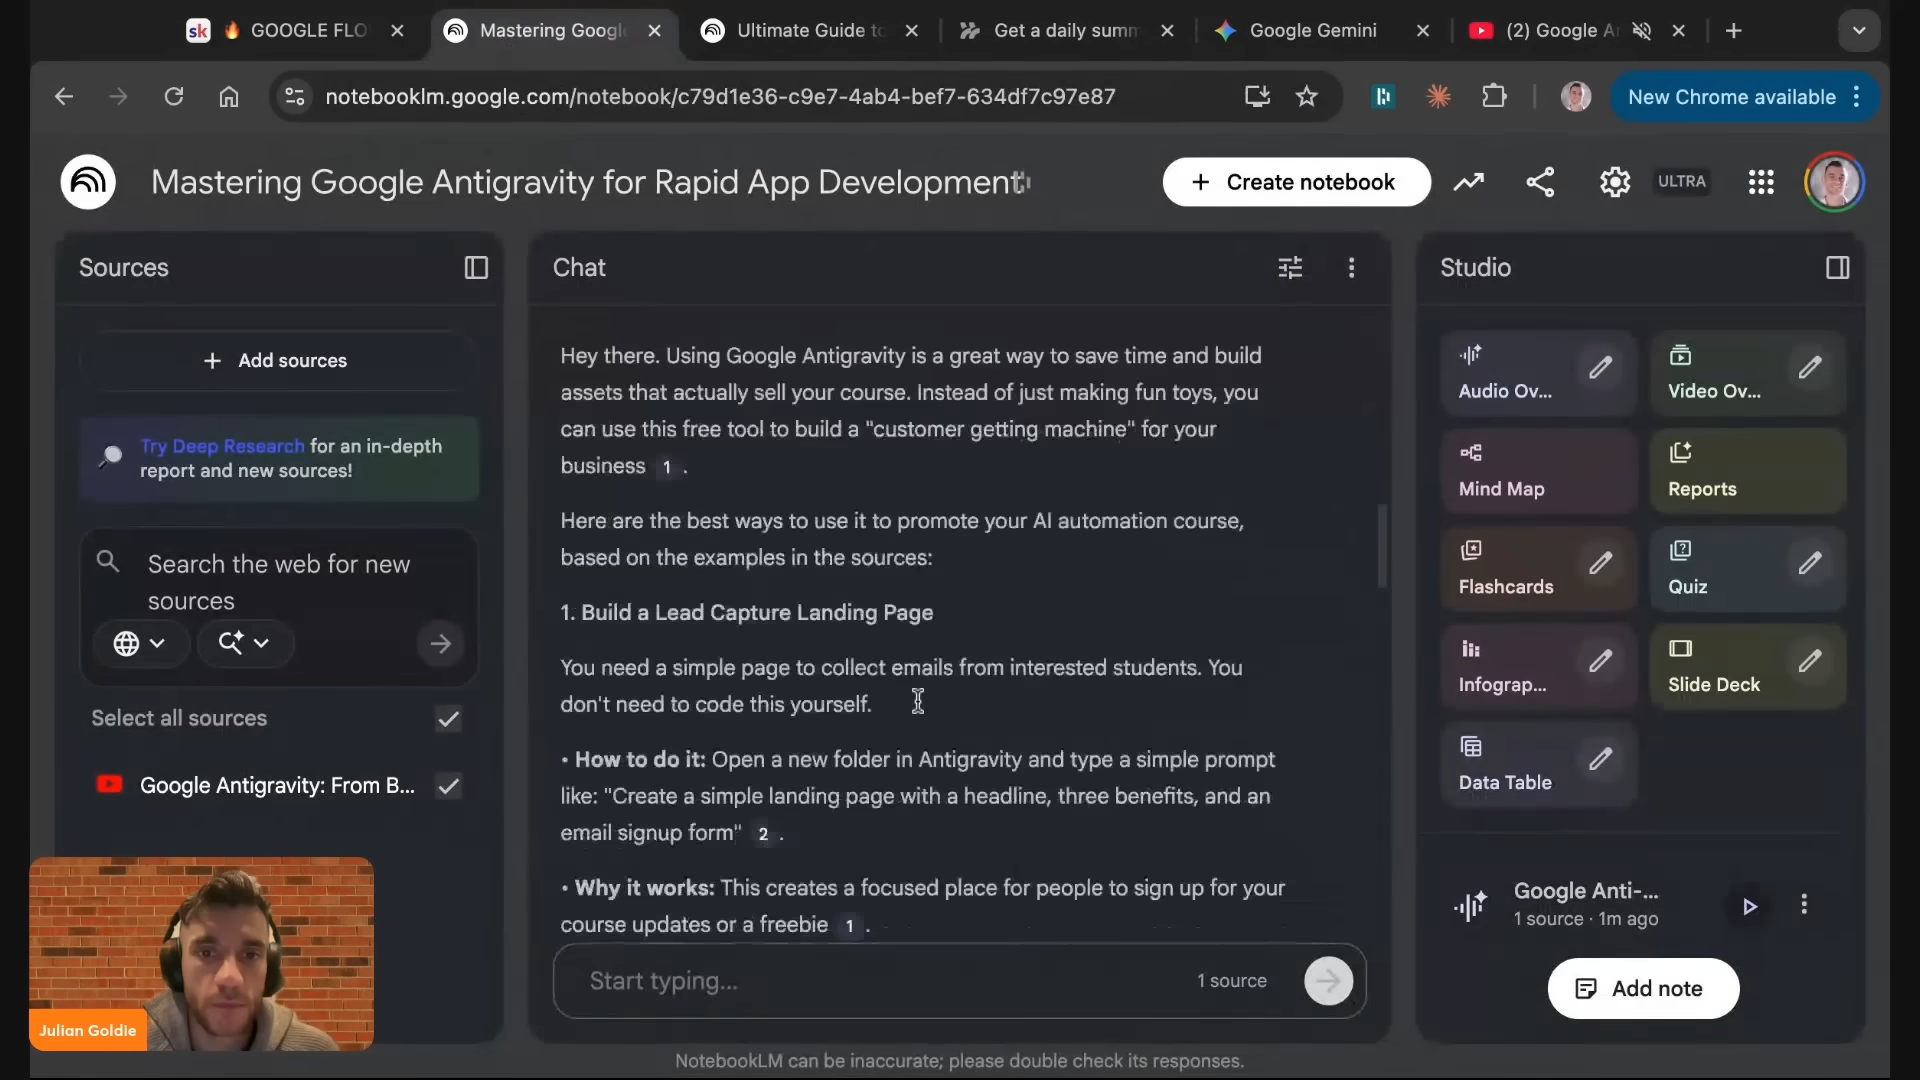 sk 🔥 GOOGLE FLO
Mastering Googl
Ultimate Guide to
Get a daily summ
Google Gemini
(2) Google A
notebooklm.google.com/notebook/c79d1e36-c9e7-4ab4-bef7-634df7c97e87
New Chrome available
Mastering Google Antigravity for Rapid App Development
+ Create notebook
ULTRA
Sources
+ Add sources
Try Deep Research for an in-depth
report and new sources!
Search the web for new
sources
Select all sources
Google Antigravity: From B...
Julian Goldie
Chat
Hey there. Using Google Antigravity is a great way to save time and build
assets that actually sell your course. Instead of just making fun toys, you
can use this free tool to build a "customer getting machine" for your
business 1 .
Here are the best ways to use it to promote your AI automation course,
based on the examples in the sources:
1. Build a Lead Capture Landing Page
You need a simple page to collect emails from interested students. You
don't need to code this yourself.
• How to do it: Open a new folder in Antigravity and type a simple prompt
like: "Create a simple landing page with a headline, three benefits, and an
email signup form" 2 .
• Why it works: This creates a focused place for people to sign up for your
course updates or a freebie 1 .
Start typing...
1 source
Studio
Audio Ov...
Video Ov...
Mind Map
Reports
Flashcards
Quiz
Infograp...
Slide Deck
Data Table
Google Anti-...
1 source · 1m ago
Add note
NotebookLM can be inaccurate; please double check its responses.